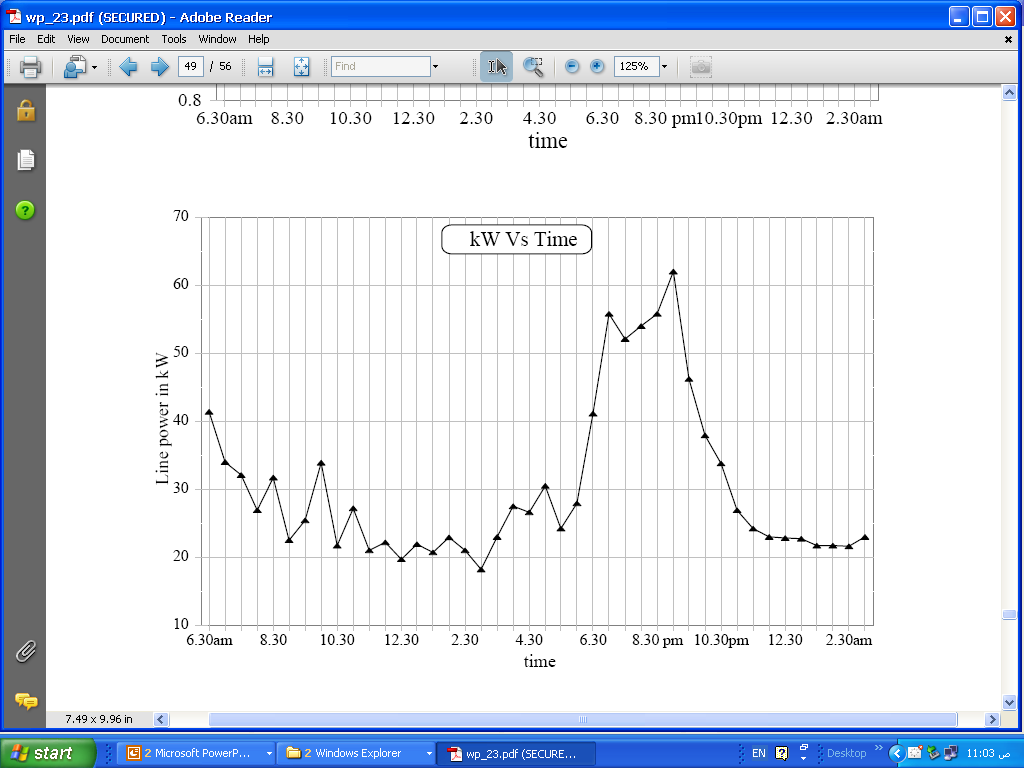 wp_23.pdf (SECURED) - Adobe Reader
File Edit View Document Tools Window Help
49 / 56 Find 125%
0.8
6.30am 8.30 10.30 12.30 2.30 4.30 6.30 8.30 pm 10.30pm 12.30 2.30am
time
kW Vs Time
Line power in kW
70
60
50
40
30
20
10
6.30am 8.30 10.30 12.30 2.30 4.30 6.30 8.30 pm 10.30pm 12.30 2.30am
time
7.49 x 9.96 in
start 2 Microsoft PowerP... 2 Windows Explorer wp_23.pdf (SECURE... EN Desktop 11:03 ص